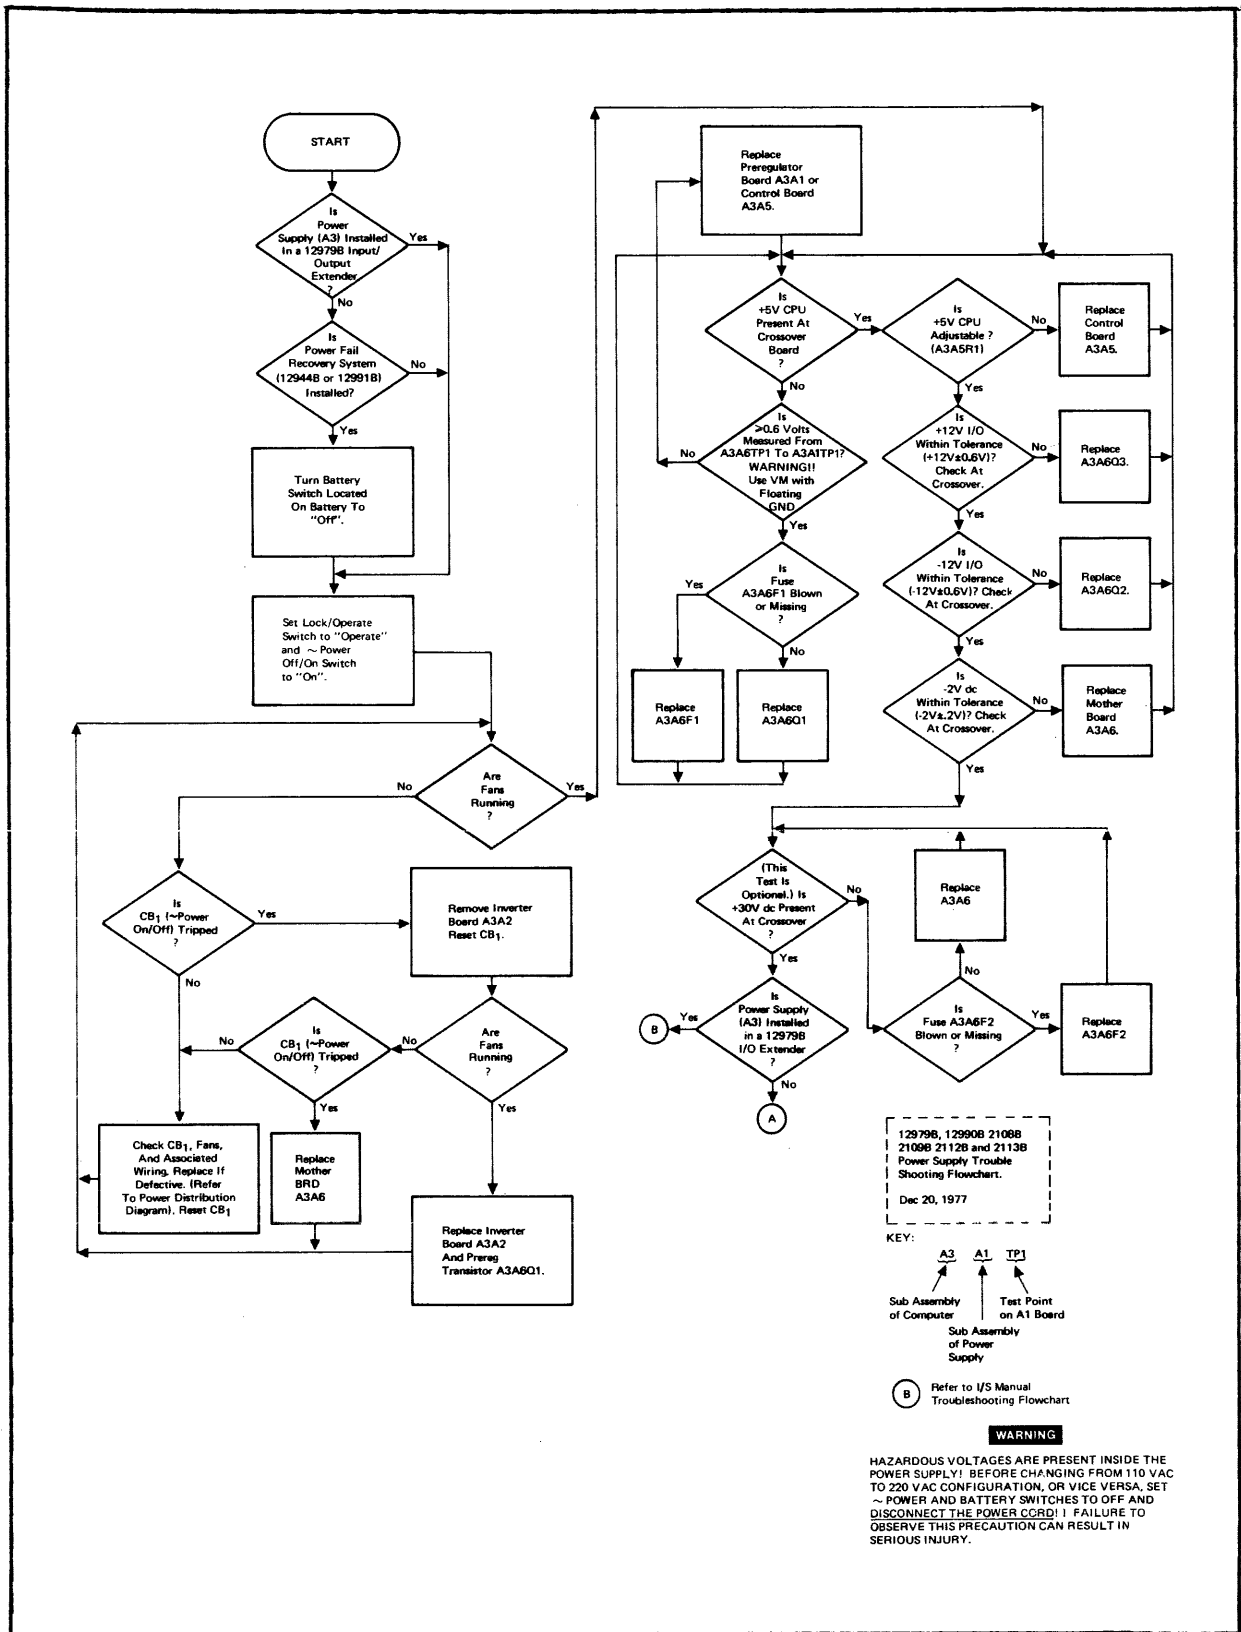 START
Is
Power
Supply (A3) Installed
In a 12979B Input/
Output
Extender
?
Yes
No
Is
Power Fail
Recovery System
(12944B or 12991B)
Installed?
No
Yes
Turn Battery
Switch Located
On Battery To
"Off".
Set Lock/Operate
Switch to "Operate"
and ~ Power
Off/On Switch
to "On".
Are
Fans
Running
?
No
Yes
Is
CB1 (~Power
On/Off) Tripped
?
Yes
No
Remove Inverter
Board A3A2
Reset CB1.
Are
Fans
Running
?
No
Yes
Is
CB1 (~Power
On/Off) Tripped
?
No
Yes
Check CB1, Fans,
And Associated
Wiring. Replace If
Defective. (Refer
To Power Distribution
Diagram). Reset CB1
Replace
Mother
BRD
A3A6
Replace Inverter
Board A3A2
And Prereg
Transistor A3A6Q1.
Replace
Preregulator
Board A3A1 or
Control Board
A3A5.
Is
+5V CPU
Present At
Crossover
Board
?
Yes
No
Is
+5V CPU
Adjustable ?
(A3A5R1)
No
Yes
Replace
Control
Board
A3A5.
Is
≥0.6 Volts
Measured From
A3A6TP1 To A3A1TP1?
WARNING!!
Use VM with
Floating
GND
No
Yes
Is
+12V I/O
Within Tolerance
(+12V±0.6V)?
Check At
Crossover.
No
Yes
Replace
A3A6Q3.
Is
Fuse
A3A6F1 Blown
or Missing
?
Yes
No
Is
-12V I/O
Within Tolerance
(-12V±0.6V)? Check
At Crossover.
No
Yes
Replace
A3A6Q2.
Replace
A3A6F1
Replace
A3A6Q1
Is
-2V dc
Within Tolerance
(-2V±.2V)? Check
At Crossover.
No
Yes
Replace
Mother
Board
A3A6.
(This
Test Is
Optional.) Is
+30V dc Present
At Crossover
?
No
Yes
Replace
A3A6
No
Is
Power Supply
(A3) Installed
in a 12979B
I/O Extender
?
Yes
No
B
A
Is
Fuse A3A6F2
Blown or Missing
?
Yes
Replace
A3A6F2
12979B, 12990B 2108B
2109B 2112B and 2113B
Power Supply Trouble
Shooting Flowchart.
Dec 20, 1977
KEY:
A3 A1 TP1
Sub Assembly
of Computer
Test Point
on A1 Board
Sub Assembly
of Power
Supply
B
Refer to I/S Manual
Troubleshooting Flowchart
WARNING
HAZARDOUS VOLTAGES ARE PRESENT INSIDE THE
POWER SUPPLY! BEFORE CHANGING FROM 110 VAC
TO 220 VAC CONFIGURATION, OR VICE VERSA, SET
~ POWER AND BATTERY SWITCHES TO OFF AND
DISCONNECT THE POWER CORD! ! FAILURE TO
OBSERVE THIS PRECAUTION CAN RESULT IN
SERIOUS INJURY.